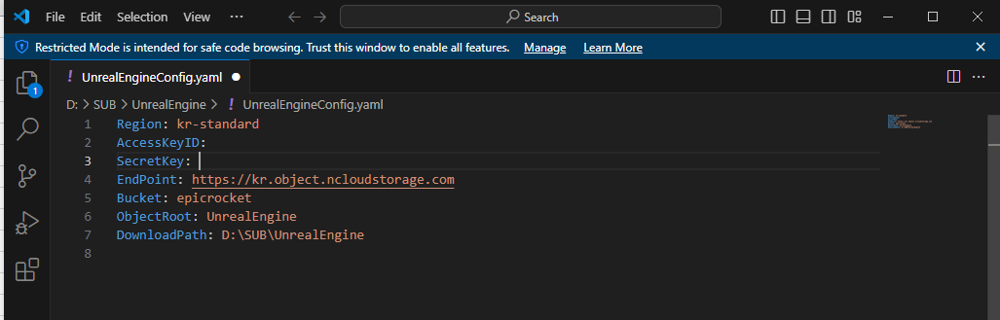 File Edit Selection View ··· Search
Restricted Mode is intended for safe code browsing. Trust this window to enable all features. Manage Learn More
! UnrealEngineConfig.yaml
D: > SUB > UnrealEngine > ! UnrealEngineConfig.yaml
1 Region: kr-standard
2 AccessKeyID:
3 SecretKey:
4 EndPoint: https://kr.object.ncloudstorage.com
5 Bucket: epicrocket
6 ObjectRoot: UnrealEngine
7 DownloadPath: D:\SUB\UnrealEngine
8
1